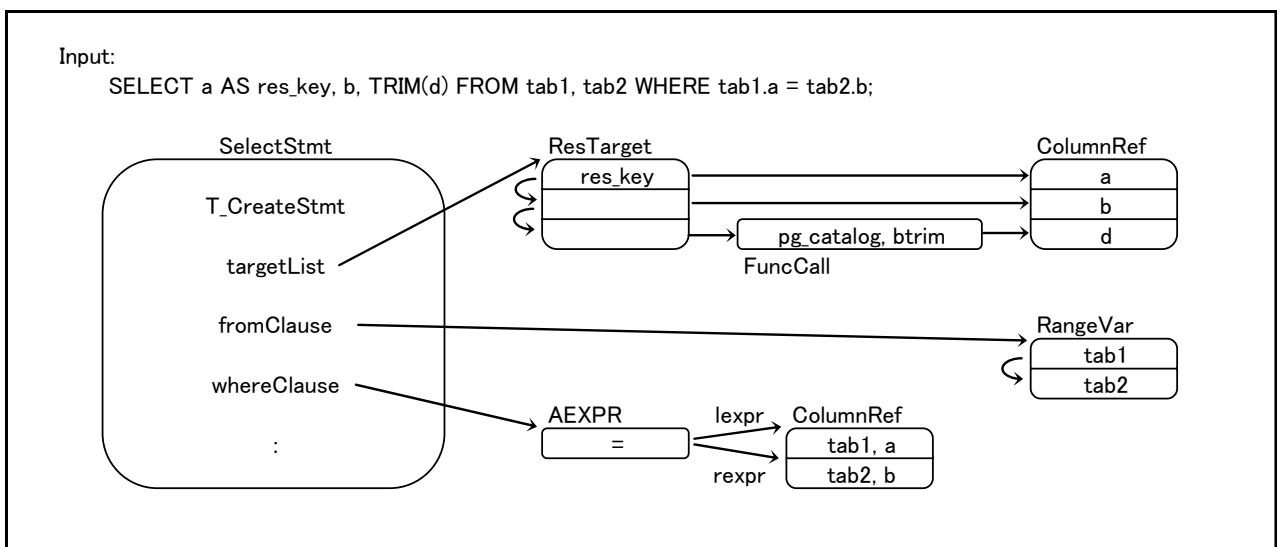 Input:
SELECT a AS res_key, b, TRIM(d) FROM tab1, tab2 WHERE tab1.a = tab2.b;
SelectStmt
T_CreateStmt
targetList
fromClause
whereClause
:
ResTarget
res_key
pg_catalog, btrim
FuncCall
ColumnRef
a
b
d
RangeVar
tab1
tab2
AEXPR
=
lexpr
rexpr
ColumnRef
tab1, a
tab2, b